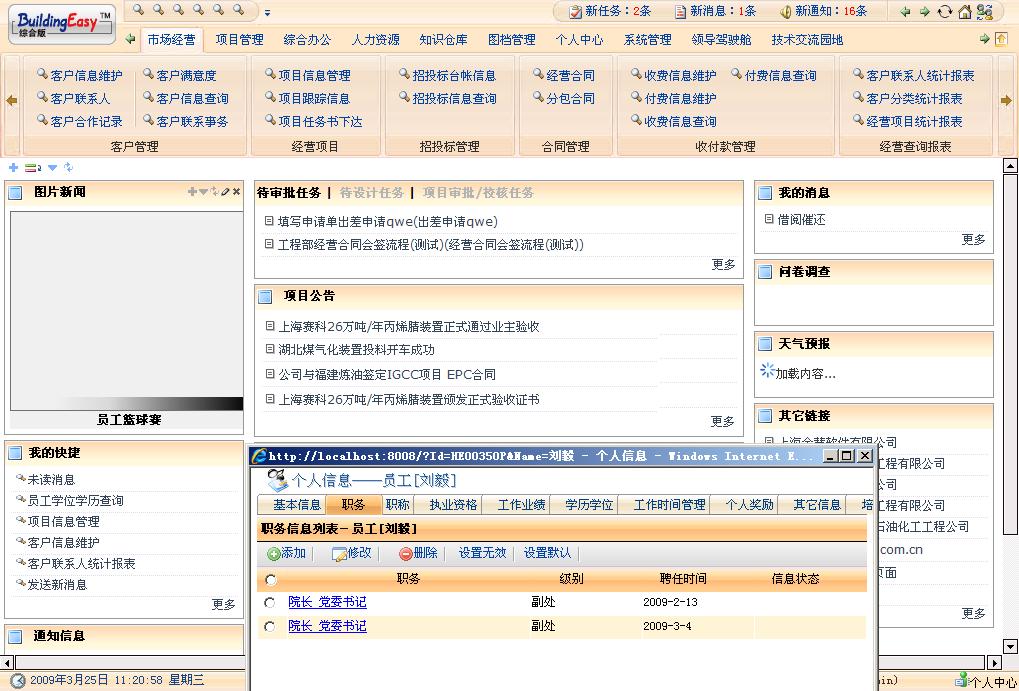 BuildingEasy™
综合版
新任务：2条 新消息：1条 新通知：16条
市场经营 项目管理 综合办公 人力资源 知识仓库 图档管理 个人中心 系统管理 领导驾驶舱 技术交流园地
客户信息维护 客户满意度 项目信息管理 招投标台帐信息 经营合同 收费信息维护 付费信息查询 客户联系人统计报表
客户联系人 客户信息查询 项目跟踪信息 招投标信息查询 分包合同 付费信息维护 客户分类统计报表
客户合作记录 客户联系事务 项目任务书下达 收费信息查询 经营项目统计报表
客户管理 经营项目 招投标管理 合同管理 收付款管理 经营查询报表
图片新闻
员工篮球赛
我的快捷
未读消息
员工学位学历查询
项目信息管理
客户信息维护
客户联系人统计报表
发送新消息
更多
通知信息
待审批任务 | 待设计任务 | 项目审批/校核任务
填写申请单出差申请qwe(出差申请qwe)
工程部经营合同会签流程(测试)(经营合同会签流程(测试))
更多
项目公告
上海赛科26万吨/年丙烯腈装置正式通过业主验收
湖北煤气化装置投料开车成功
公司与福建炼油签定IGCC项目 EPC合同
上海赛科26万吨/年丙烯腈装置颁发正式验收证书
更多
我的消息
借阅催还
更多
问卷调查
天气预报
加载内容...
其它链接
工程有限公司
公司
工程有限公司
石油化工工程公司
com.cn
页面
更多
http://localhost:8008/?Id=HE00350P&Name=刘毅 - 个人信息 - Windows Internet E...
个人信息——员工[刘毅]
基本信息 职务 职称 执业资格 工作业绩 学历学位 工作时间管理 个人奖励 其它信息 培
职务信息列表－员工[刘毅]
添加 修改 删除 设置无效 设置默认
职务 级别 聘任时间 信息状态
院长 党委书记 副处 2009-2-13
院长 党委书记 副处 2009-3-4
2009年3月25日 11:20:58 星期三
in) 个人中心